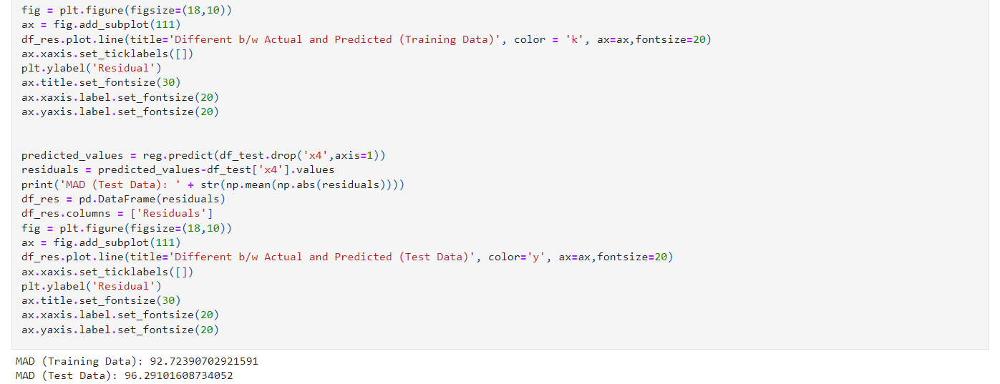 fig = plt.figure(figsize=(18,10))
ax = fig.add_subplot(111)
df_res.plot.line(title='Different b/w Actual and Predicted (Training Data)', color = 'k', ax=ax,fontsize=20)
ax.xaxis.set_ticklabels([])
plt.ylabel('Residual')
ax.title.set_fontsize(30)
ax.xaxis.label.set_fontsize(20)
ax.yaxis.label.set_fontsize(20)
predicted_values = reg.predict(df_test.drop('x4',axis=1))
residuals = predicted_values-df_test['x4'].values
print('MAD (Test Data): ' + str(np.mean(np.abs(residuals))))
df_res = pd.DataFrame(residuals)
df_res.columns = ['Residuals']
fig = plt.figure(figsize=(18,10))
ax = fig.add_subplot(111)
df_res.plot.line(title='Different b/w Actual and Predicted (Test Data)', color='y', ax=ax,fontsize=20)
ax.xaxis.set_ticklabels([])
plt.ylabel('Residual')
ax.title.set_fontsize(30)
ax.xaxis.label.set_fontsize(20)
ax.yaxis.label.set_fontsize(20)
MAD (Training Data): 92.72390702921591
MAD (Test Data): 96.29101608734052